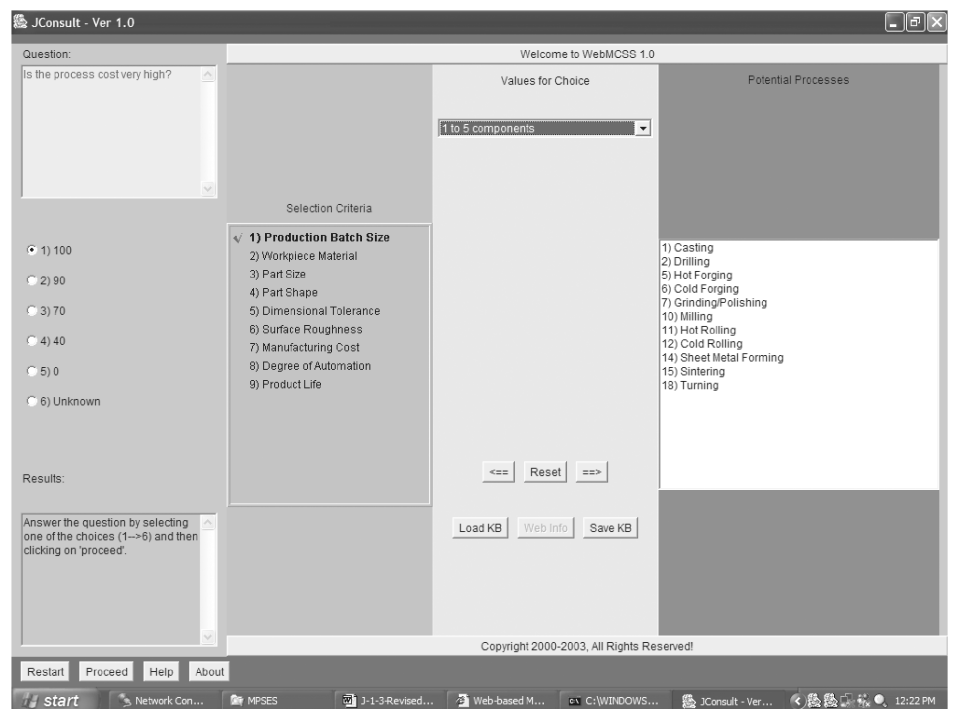 JConsult - Ver 1.0
Question:
Is the process cost very high?
1) 100
2) 90
3) 70
4) 40
5) 0
6) Unknown
Results:
Answer the question by selecting
one of the choices (1-->6) and then
clicking on 'proceed'.
Welcome to WebMCSS 1.0
Selection Criteria
1) Production Batch Size
2) Workpiece Material
3) Part Size
4) Part Shape
5) Dimensional Tolerance
6) Surface Roughness
7) Manufacturing Cost
8) Degree of Automation
9) Product Life
Values for Choice
1 to 5 components
<== Reset ==>
Load KB Web Info Save KB
Potential Processes
1) Casting
2) Drilling
5) Hot Forging
6) Cold Forging
7) Grinding/Polishing
10) Milling
11) Hot Rolling
12) Cold Rolling
14) Sheet Metal Forming
15) Sintering
18) Turning
Copyright 2000-2003, All Rights Reserved!
Restart Proceed Help About
start Network Con... MPSES J-1-3-Revised... Web-based M... C:\WINDOWS... JConsult - Ver... 12:22 PM